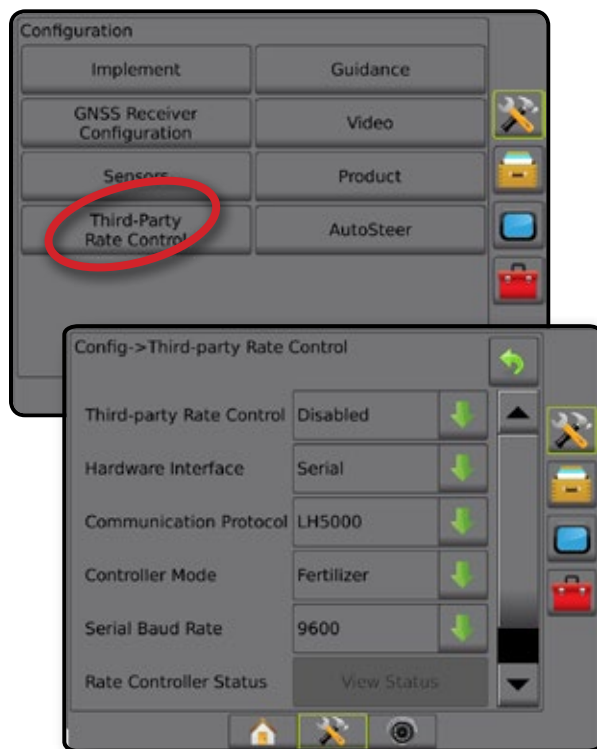 Configuration
Implement
Guidance
GNSS Receiver
Configuration
Video
Sensors
Product
Third-Party
Rate Control
AutoSteer
Config->Third-party Rate Control
Third-party Rate Control Disabled
Hardware Interface Serial
Communication Protocol LH5000
Controller Mode Fertilizer
Serial Baud Rate 9600
Rate Controller Status View Status